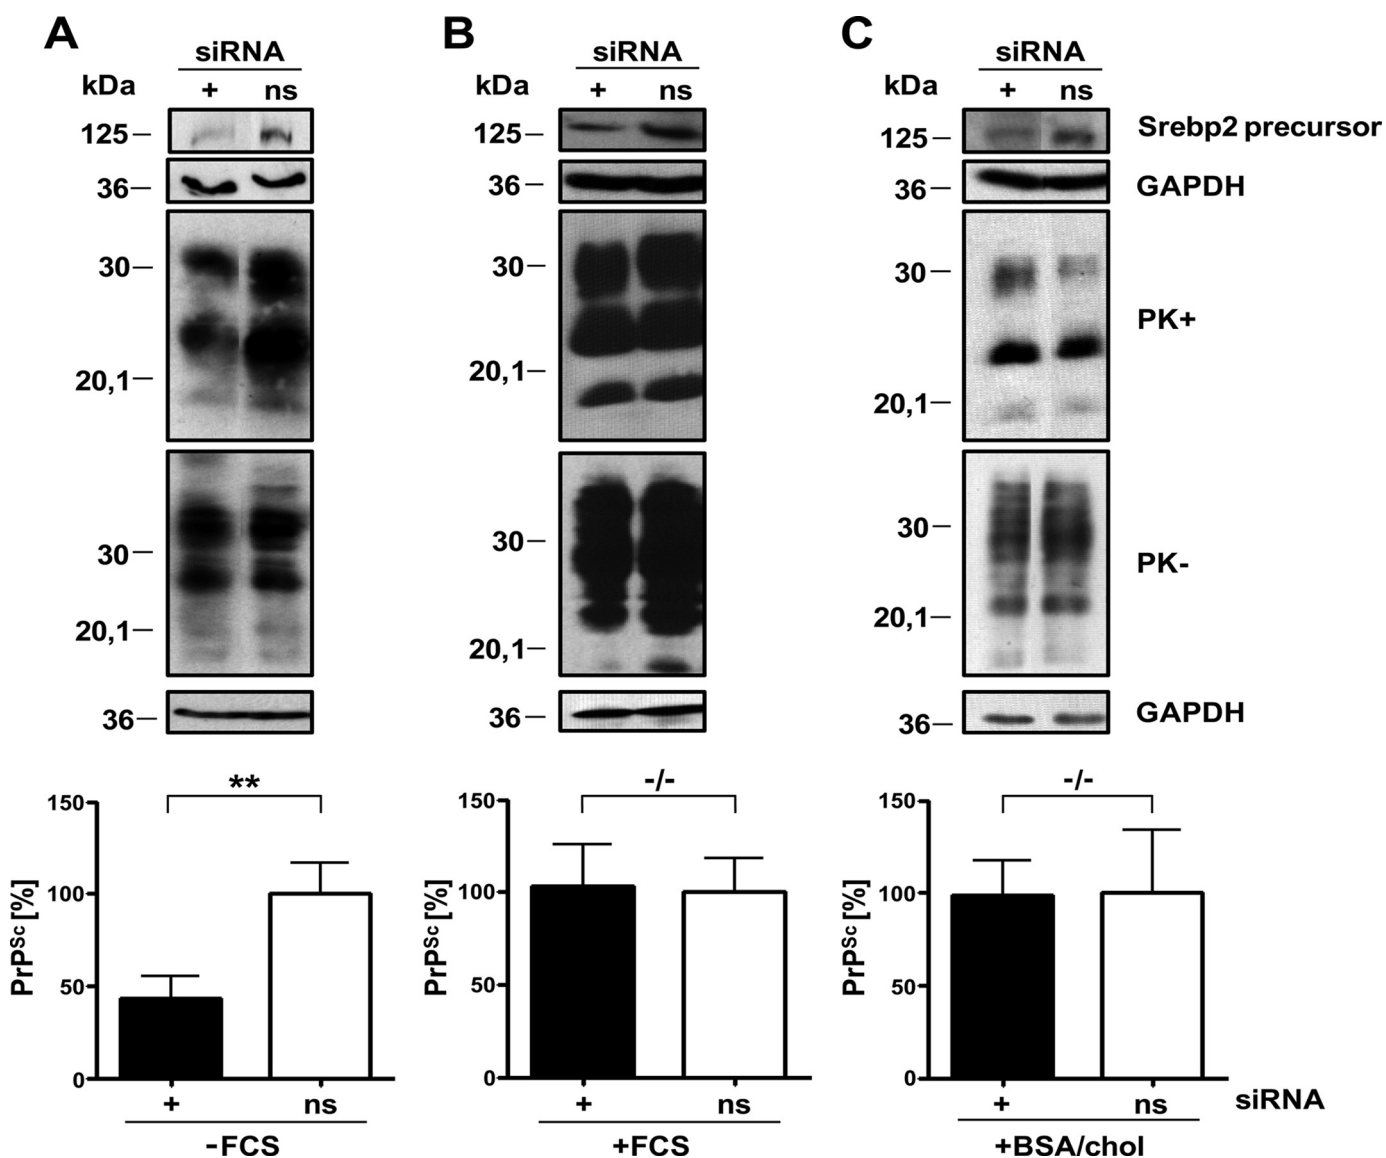 A B C
siRNA siRNA siRNA
kDa + ns kDa + ns kDa + ns
125 125 125 Srebp2 precursor
36 36 36 GAPDH
30 30 30
PK+
20,1 20,1 20,1
30 30 30
PK-
20,1 20,1 20,1
36 36 36 GAPDH
** -/- -/-
150 150 150
100 100 100
50 50 50
0 0 0
PrPSc [%] PrPSc [%] PrPSc [%]
+ ns + ns + ns siRNA
-FCS +FCS +BSA/chol